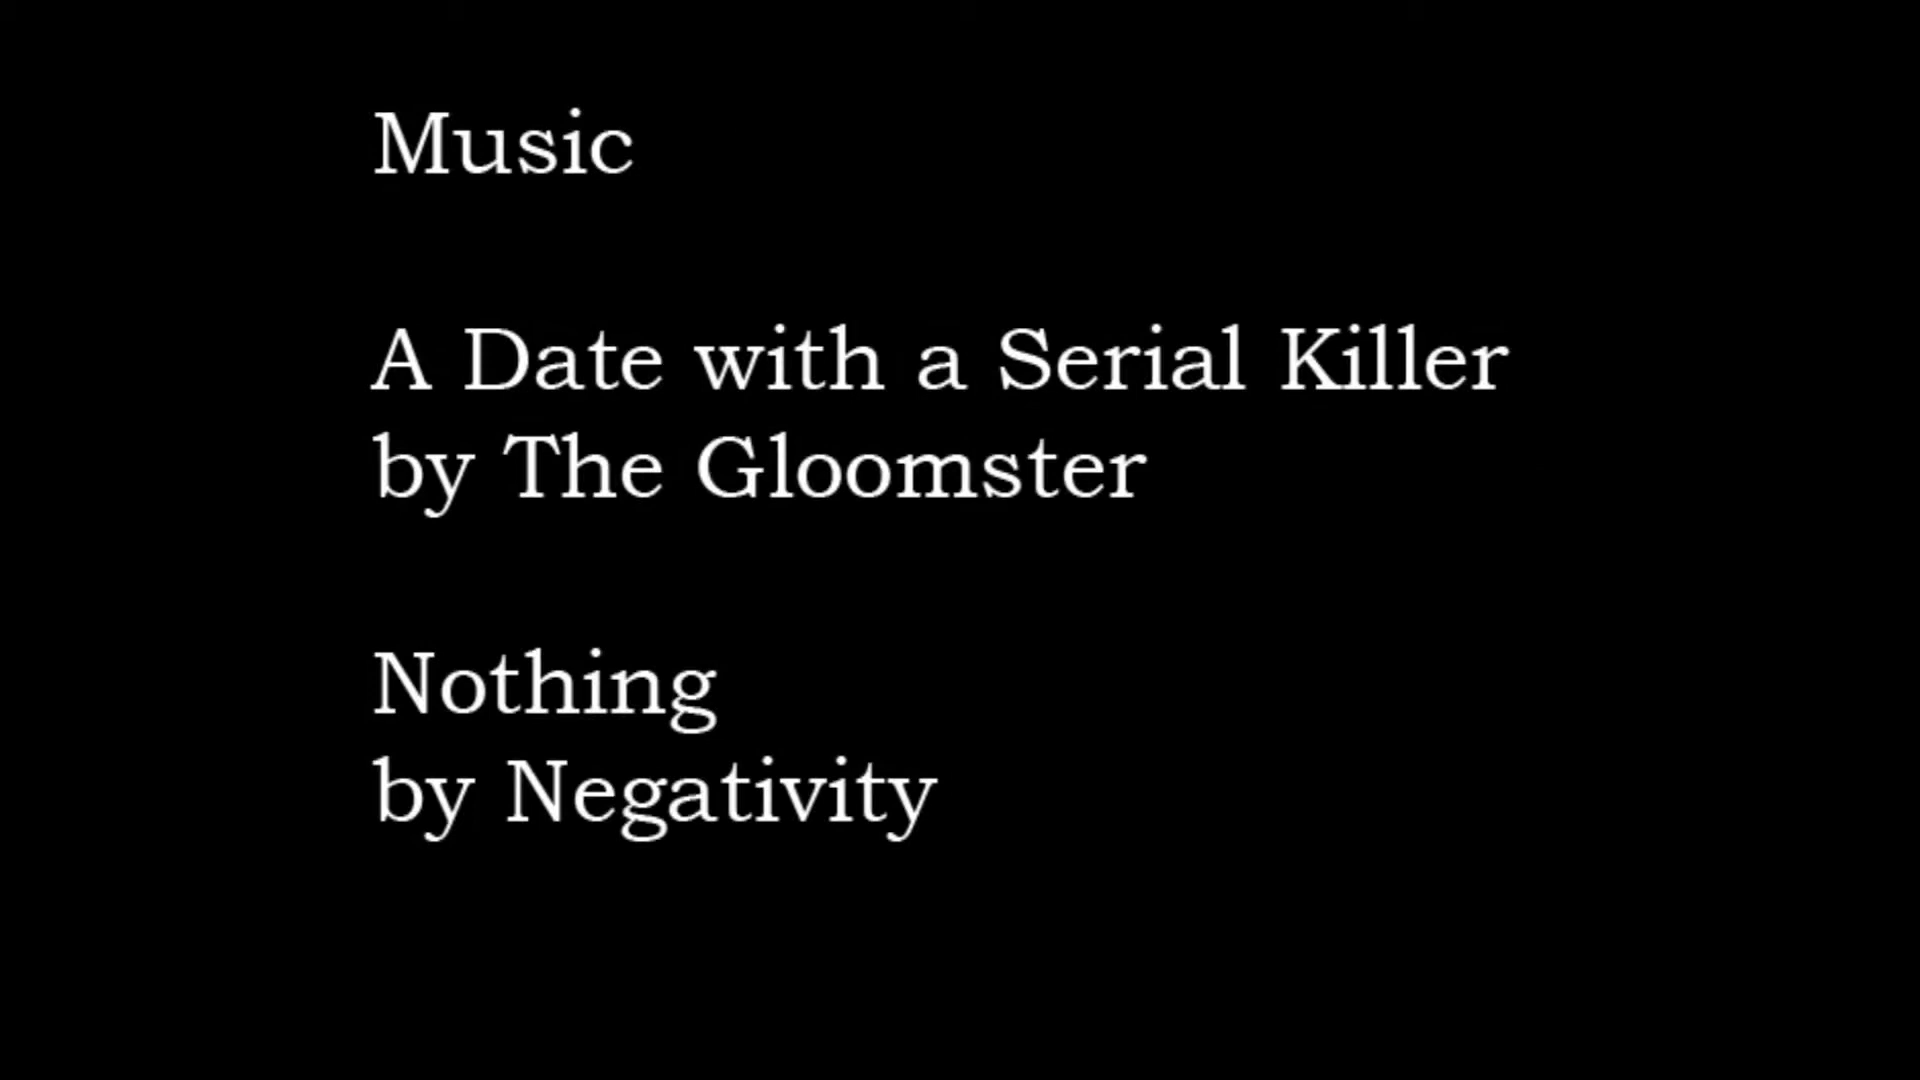 Music
A Date with a Serial Killer
by The Gloomster
Nothing
by Negativity